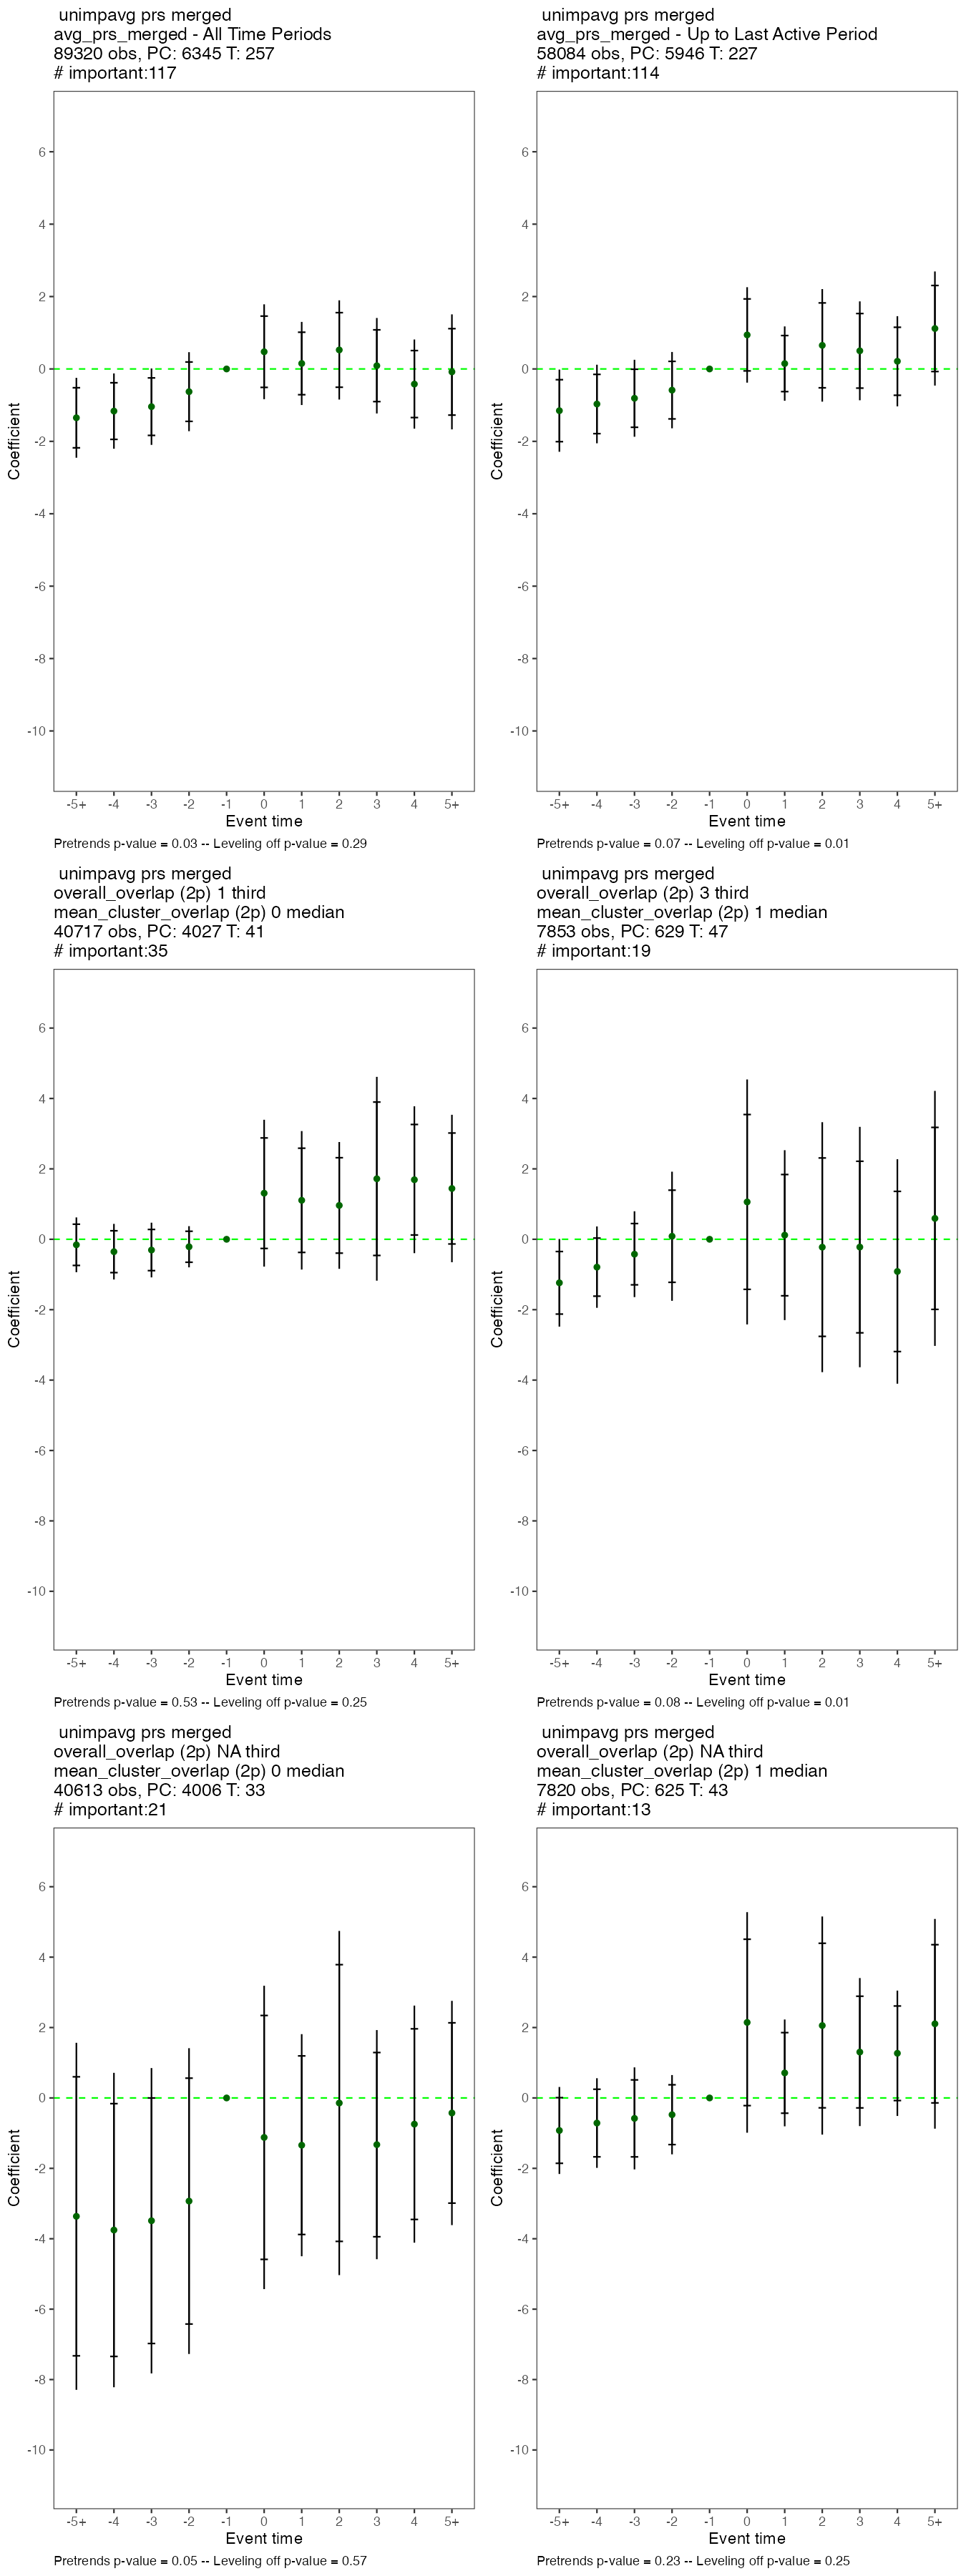 unimpavg prs merged
avg_prs_merged - All Time Periods
89320 obs, PC: 6345 T: 257
# important:117
6
4
2
0
-2
-4
-6
-8
-10
Coefficient
-5+ -4 -3 -2 -1 0 1 2 3 4 5+
Event time
Pretrends p-value = 0.03 -- Leveling off p-value = 0.29
unimpavg prs merged
avg_prs_merged - Up to Last Active Period
58084 obs, PC: 5946 T: 227
# important:114
6
4
2
0
-2
-4
-6
-8
-10
Coefficient
-5+ -4 -3 -2 -1 0 1 2 3 4 5+
Event time
Pretrends p-value = 0.07 -- Leveling off p-value = 0.01
unimpavg prs merged
overall_overlap (2p) 1 third
mean_cluster_overlap (2p) 0 median
40717 obs, PC: 4027 T: 41
# important:35
6
4
2
0
-2
-4
-6
-8
-10
Coefficient
-5+ -4 -3 -2 -1 0 1 2 3 4 5+
Event time
Pretrends p-value = 0.53 -- Leveling off p-value = 0.25
unimpavg prs merged
overall_overlap (2p) 3 third
mean_cluster_overlap (2p) 1 median
7853 obs, PC: 629 T: 47
# important:19
6
4
2
0
-2
-4
-6
-8
-10
Coefficient
-5+ -4 -3 -2 -1 0 1 2 3 4 5+
Event time
Pretrends p-value = 0.08 -- Leveling off p-value = 0.01
unimpavg prs merged
overall_overlap (2p) NA third
mean_cluster_overlap (2p) 0 median
40613 obs, PC: 4006 T: 33
# important:21
6
4
2
0
-2
-4
-6
-8
-10
Coefficient
-5+ -4 -3 -2 -1 0 1 2 3 4 5+
Event time
Pretrends p-value = 0.05 -- Leveling off p-value = 0.57
unimpavg prs merged
overall_overlap (2p) NA third
mean_cluster_overlap (2p) 1 median
7820 obs, PC: 625 T: 43
# important:13
6
4
2
0
-2
-4
-6
-8
-10
Coefficient
-5+ -4 -3 -2 -1 0 1 2 3 4 5+
Event time
Pretrends p-value = 0.23 -- Leveling off p-value = 0.25